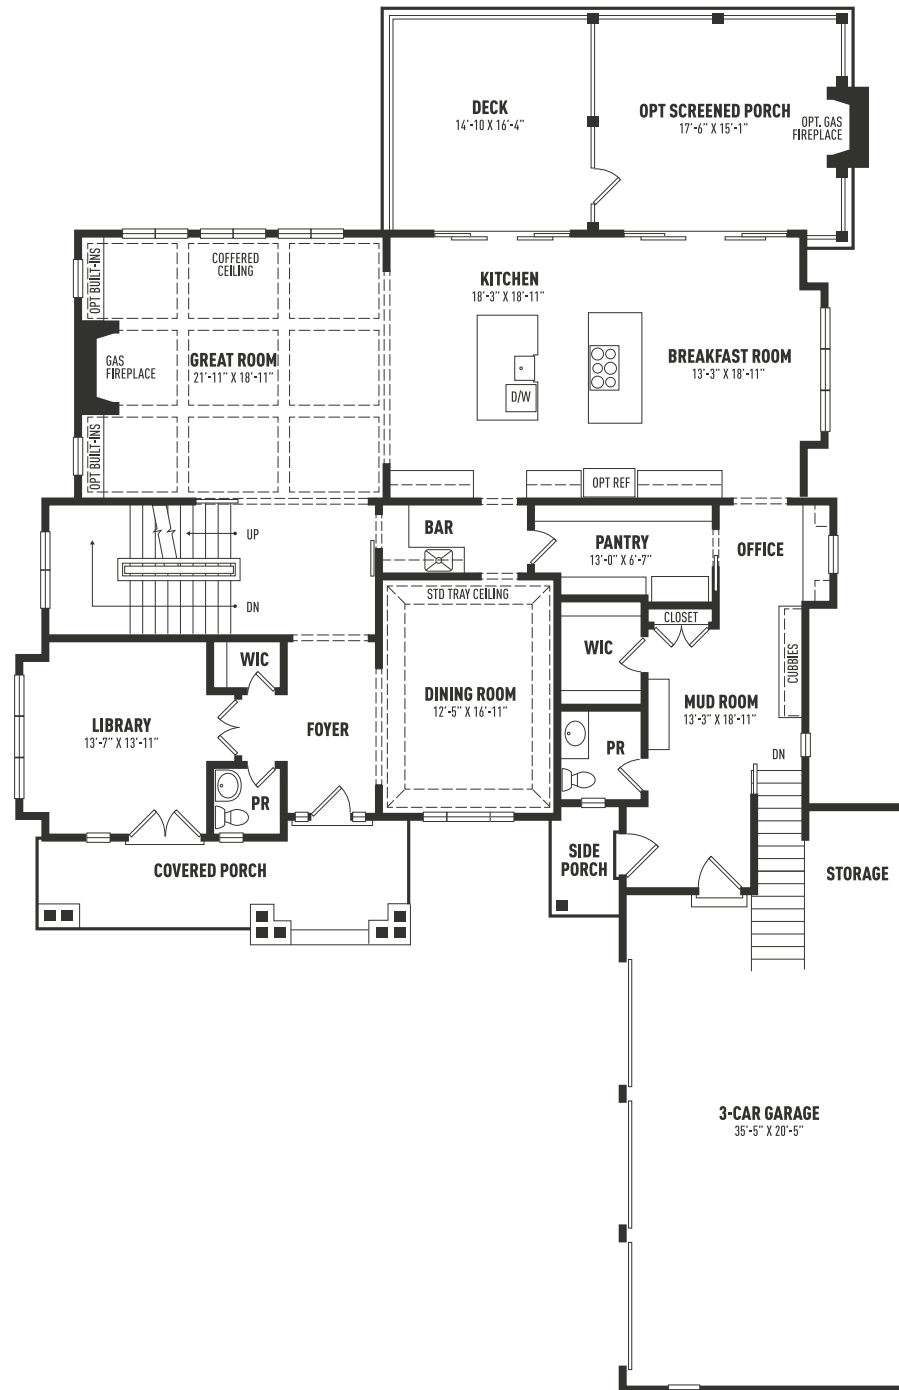 DECK
14'-10 X 16'-4"
OPT SCREENED PORCH
17'-6" X 15'-1"
OPT. GAS
FIREPLACE
OPT BUILT-INS
COFFERED
CEILING
KITCHEN
18'-3" X 18'-11"
GAS
FIREPLACE
GREAT ROOM
21'-11" X 18'-11"
BREAKFAST ROOM
13'-3" X 18'-11"
D/W
OPT BUILT-INS
OPT REF
UP
BAR
PANTRY
13'-0" X 6'-7"
OFFICE
DN
STD TRAY CEILING
CLOSET
WIC
WIC
CUBBIES
LIBRARY
13'-7" X 13'-11"
FOYER
DINING ROOM
12'-5" X 16'-11"
MUD ROOM
13'-3" X 18'-11"
PR
DN
PR
COVERED PORCH
SIDE
PORCH
STORAGE
3-CAR GARAGE
35'-5" X 20'-5"